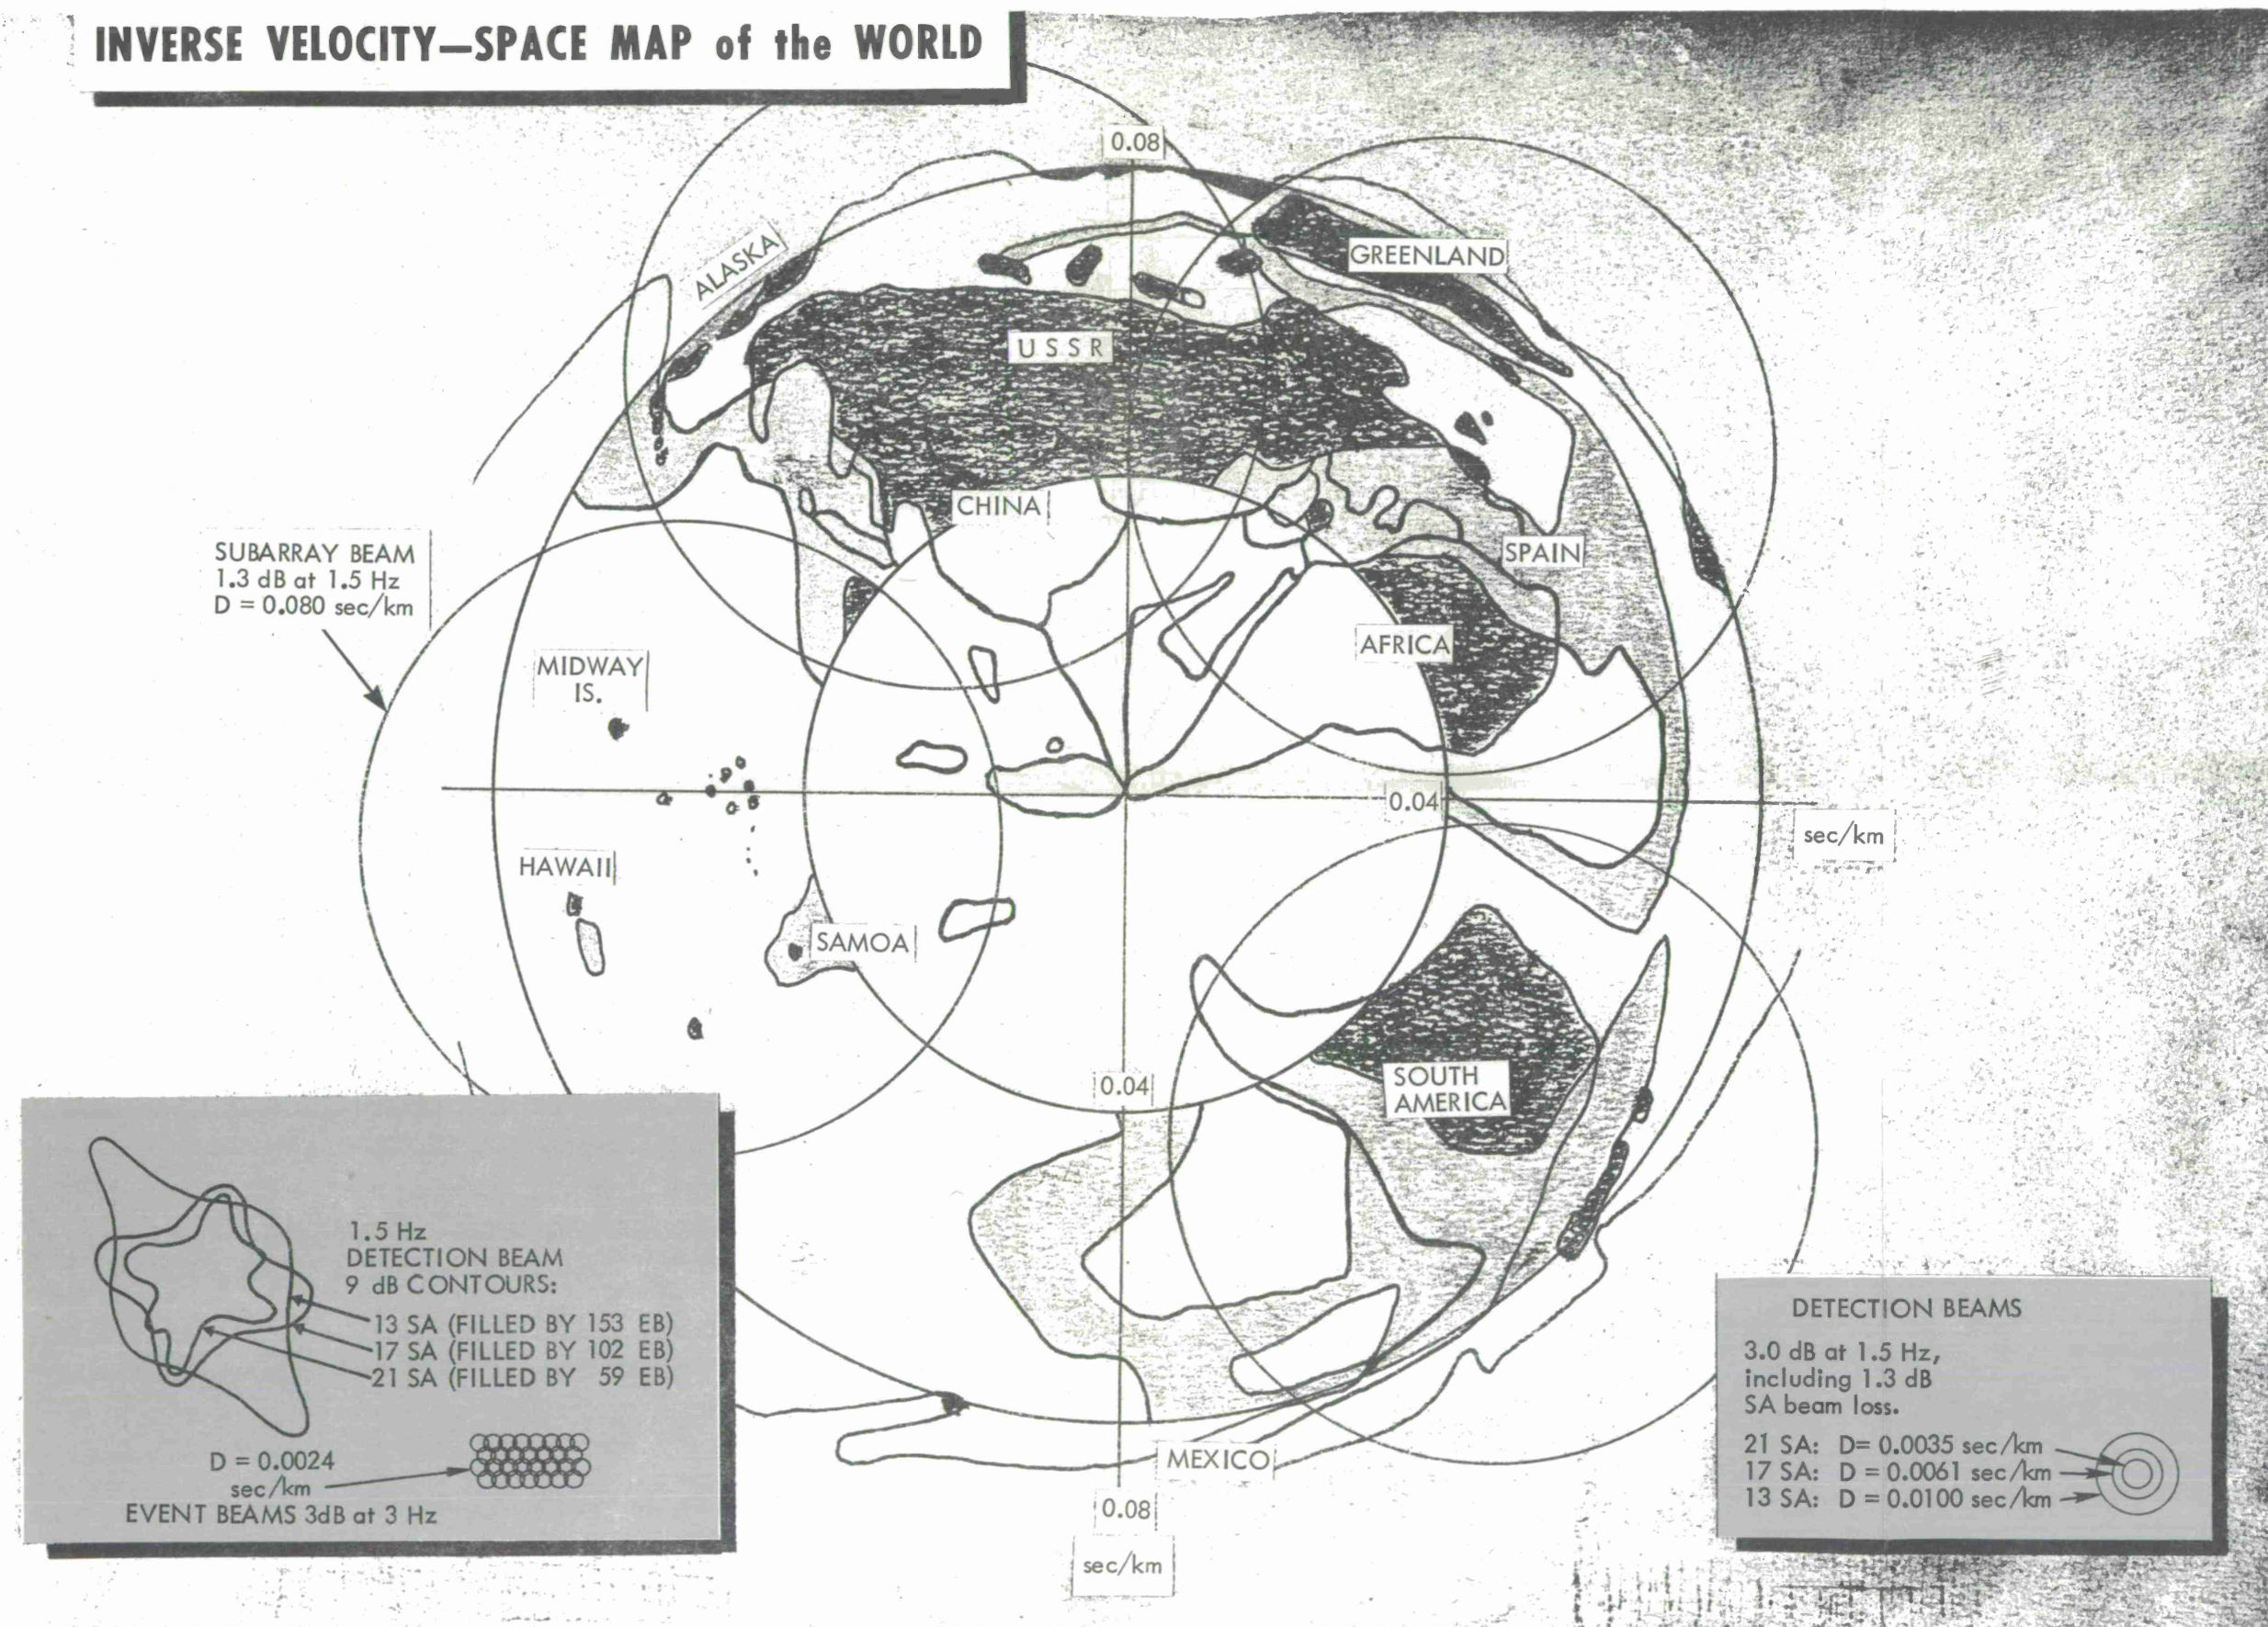 INVERSE VELOCITY—SPACE MAP of the WORLD
0.08
ALASKA
GREENLAND
USSR
CHINA
SPAIN
SUBARRAY BEAM
1.3 dB at 1.5 Hz
D = 0.080 sec/km
AFRICA
MIDWAY
IS.
0.04
sec/km
HAWAII
SAMOA
0.04
SOUTH
AMERICA
MEXICO
0.08
sec/km
1.5 Hz
DETECTION BEAM
9 dB CONTOURS:
13 SA (FILLED BY 153 EB)
17 SA (FILLED BY 102 EB)
21 SA (FILLED BY 59 EB)
D = 0.0024
sec/km
EVENT BEAMS 3dB at 3 Hz
DETECTION BEAMS
3.0 dB at 1.5 Hz,
including 1.3 dB
SA beam loss.
21 SA: D= 0.0035 sec/km
17 SA: D = 0.0061 sec/km
13 SA: D = 0.0100 sec/km